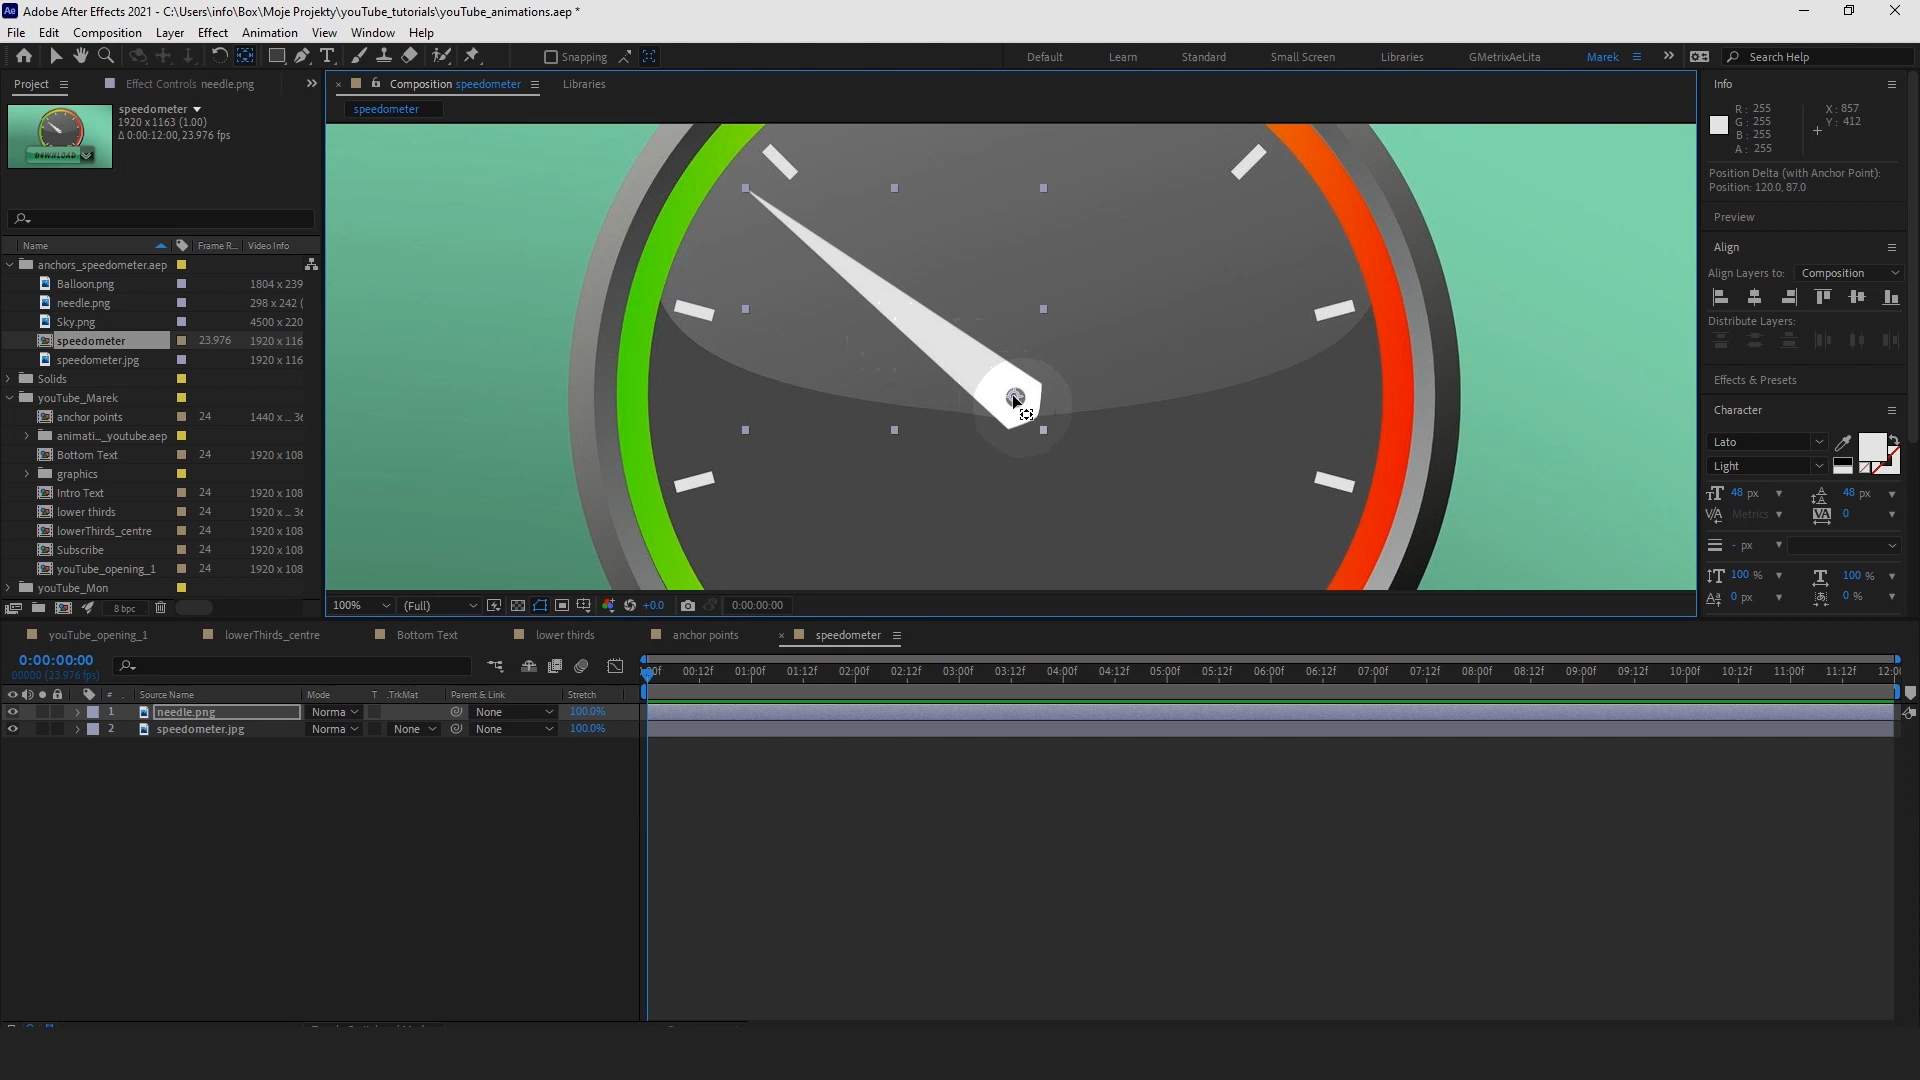 Adobe After Effects 2021 - C:\Users\info\Box\Moje Projekty\youTube_tutorials\youTube_animations.aep *
File Edit Composition Layer Effect Animation View Window Help
Snapping
Default Learn Standard Small Screen Libraries GMetrixAeLita Marek Search Help
Project
Effect Controls needle.png
Composition speedometer
Libraries
speedometer
speedometer
1920 x 1163 (1.00)
Δ 0:00:12:00, 23.976 fps
DOWNLOAD
Name Frame R... Video Info
anchors_speedometer.aep
Balloon.png 1804 x 239
needle.png 298 x 242 (
Sky.png 4500 x 220
speedometer 23.976 1920 x 116
speedometer.jpg 1920 x 116
Solids
youTube_Marek
anchor points 24 1440 x ... 36
animati..._youtube.aep
Bottom Text 24 1920 x 108
graphics
Intro Text 24 1920 x 108
lower thirds 24 1920 x ... 36
lowerThirds_centre 24 1920 x 108
Subscribe 24 1920 x 108
youTube_opening_1 24 1920 x 108
youTube_Mon
8 bpc
100% (Full) +0.0 0:00:00:00
Info
R: 255
G: 255
B: 255
A: 255
X: 857
Y: 412
Position Delta (with Anchor Point):
Position: 120.0, 87.0
Preview
Align
Align Layers to: Composition
Distribute Layers:
Effects & Presets
Character
Lato
Light
48 px 48 px
Metrics 0
- px
100 % 100 %
0 px 0 %
youTube_opening_1 lowerThirds_centre Bottom Text lower thirds anchor points speedometer
0:00:00:00
00000 (23.976 fps)
00:12f 01:00f 01:12f 02:00f 02:12f 03:00f 03:12f 04:00f 04:12f 05:00f 05:12f 06:00f 06:12f 07:00f 07:12f 08:00f 08:12f 09:00f 09:12f 10:00f 10:12f 11:00f 11:12f 12:0
# Source Name Mode T .TrkMat Parent & Link Stretch
1 needle.png Norma None 100.0%
2 speedometer.jpg Norma None None 100.0%